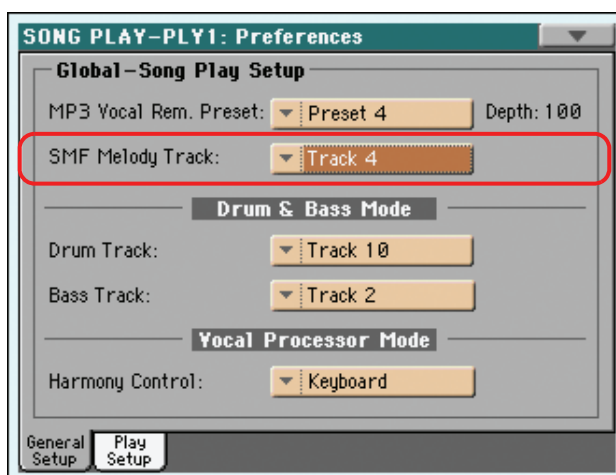 SONG PLAY-PLY1: Preferences
Global-Song Play Setup
MP3 Vocal Rem. Preset: Preset 4 Depth: 100
SMF Melody Track: Track 4
Drum & Bass Mode
Drum Track: Track 10
Bass Track: Track 2
Vocal Processor Mode
Harmony Control: Keyboard
General Setup
Play Setup